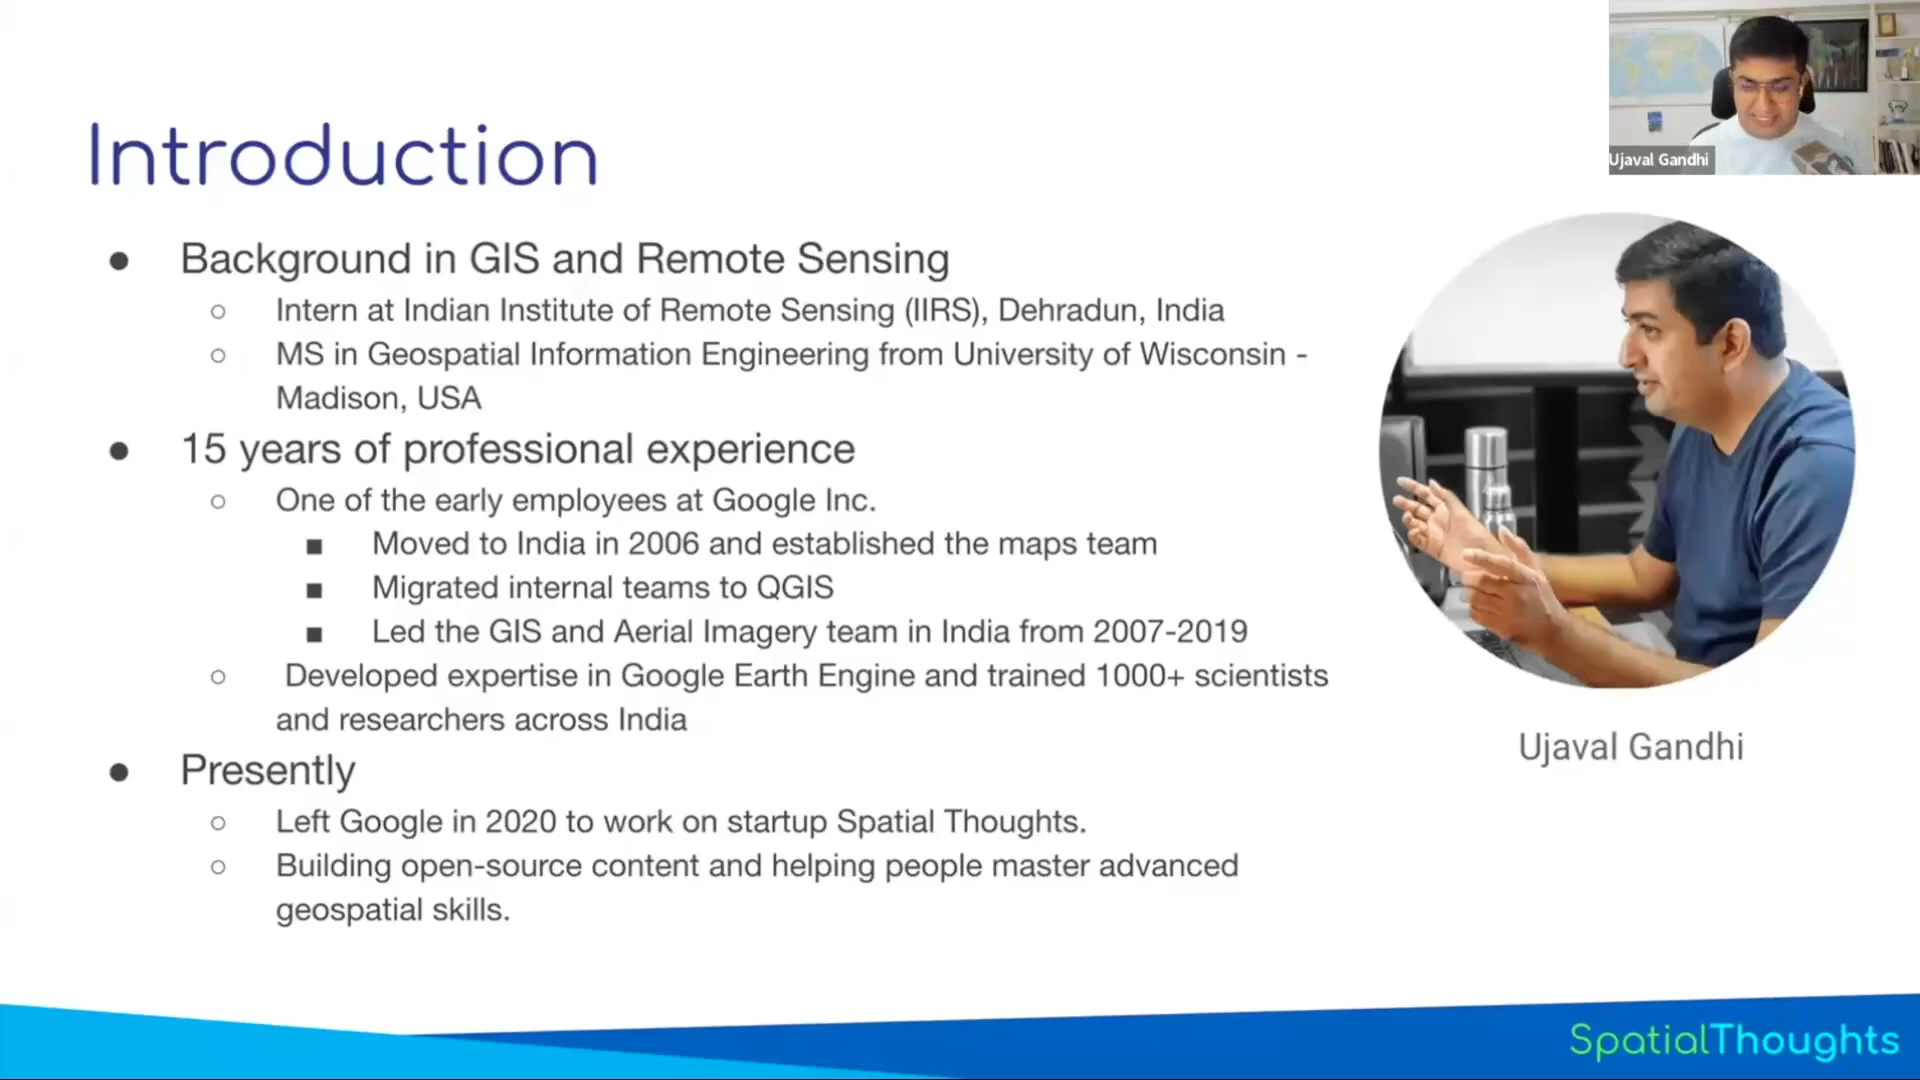 Introduction
● Background in GIS and Remote Sensing
○ Intern at Indian Institute of Remote Sensing (IIRS), Dehradun, India
○ MS in Geospatial Information Engineering from University of Wisconsin -
Madison, USA
● 15 years of professional experience
○ One of the early employees at Google Inc.
■ Moved to India in 2006 and established the maps team
■ Migrated internal teams to QGIS
■ Led the GIS and Aerial Imagery team in India from 2007-2019
○ Developed expertise in Google Earth Engine and trained 1000+ scientists
and researchers across India
● Presently
○ Left Google in 2020 to work on startup Spatial Thoughts.
○ Building open-source content and helping people master advanced
geospatial skills.
Ujaval Gandhi
Ujaval Gandhi
SpatialThoughts